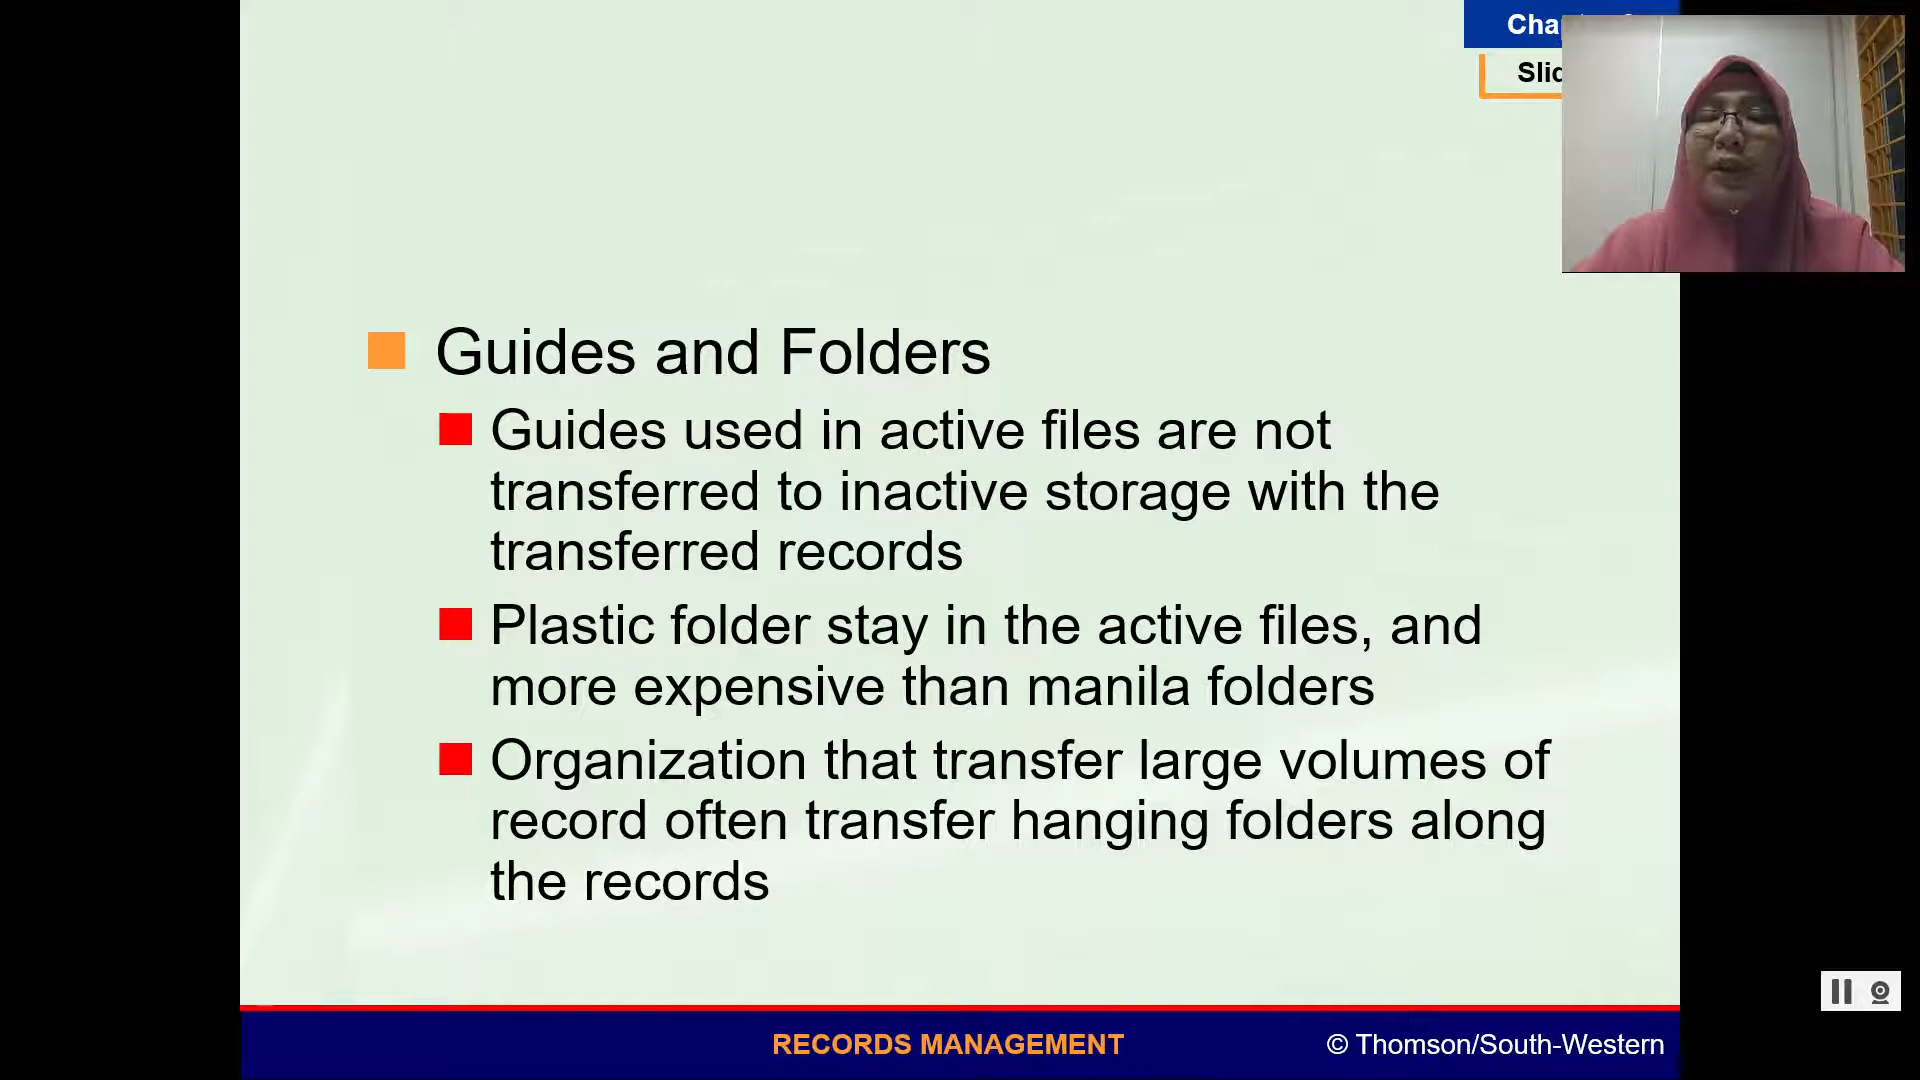 Guides and Folders
Guides used in active files are not
transferred to inactive storage with the
transferred records
Plastic folder stay in the active files, and
more expensive than manila folders
Organization that transfer large volumes of
record often transfer hanging folders along
the records
RECORDS MANAGEMENT
© Thomson/South-Western